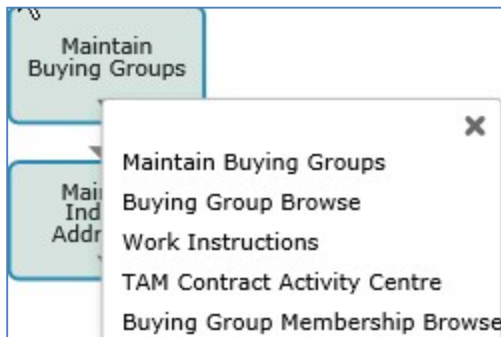 Maintain
Buying Groups
Maintain Buying Groups
Buying Group Browse
Work Instructions
TAM Contract Activity Centre
Buying Group Membership Browse